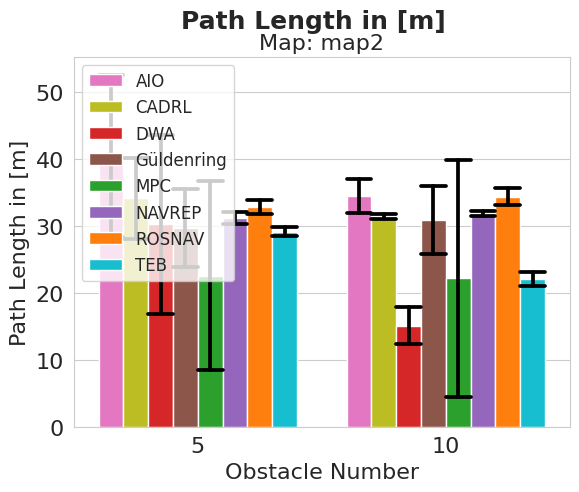 Path Length in [m]
Map: map2
Path Length in [m]
50
40
30
20
10
0
AIO
CADRL
DWA
Güldenring
MPC
NAVREP
ROSNAV
TEB
5
10
Obstacle Number